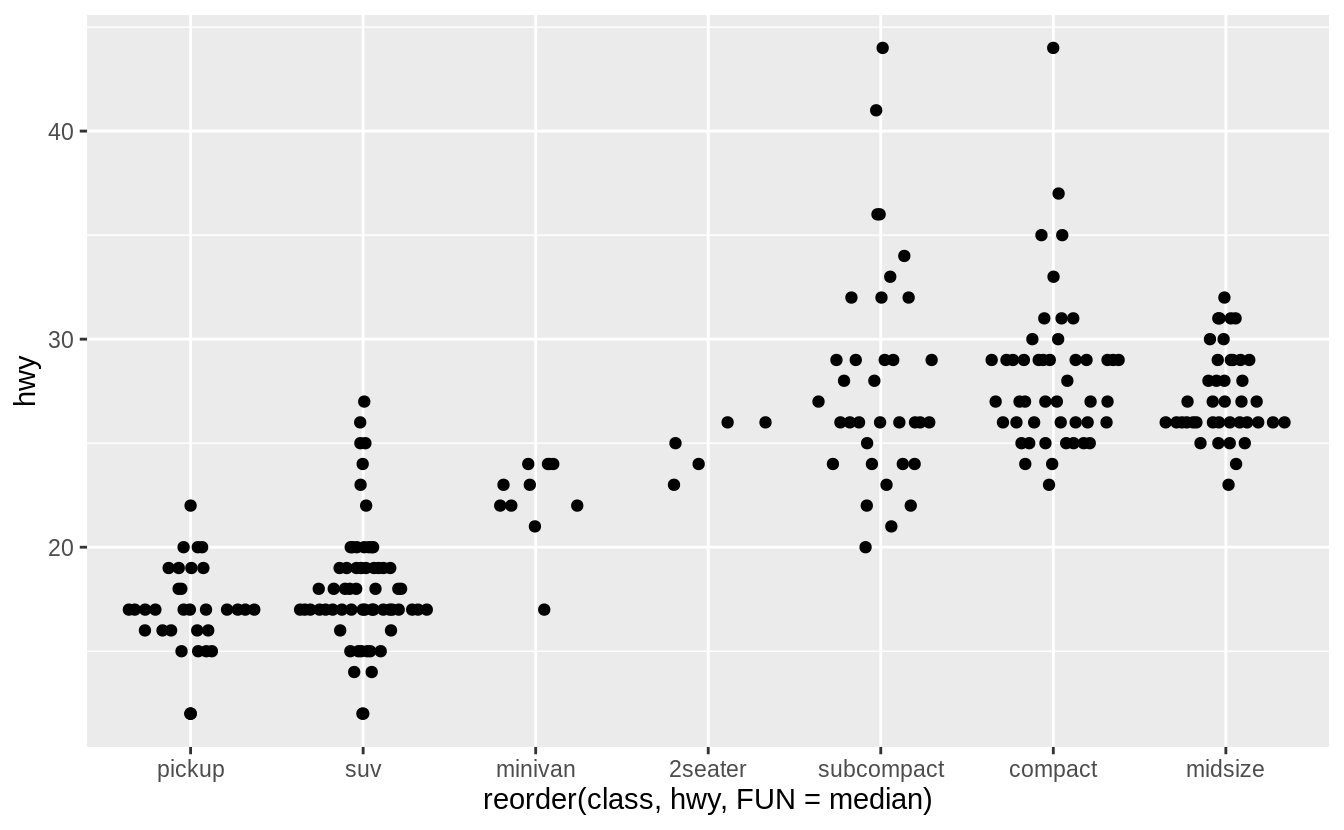 40
30
20
hwy
pickup suv minivan 2seater subcompact compact midsize
reorder(class, hwy, FUN = median)